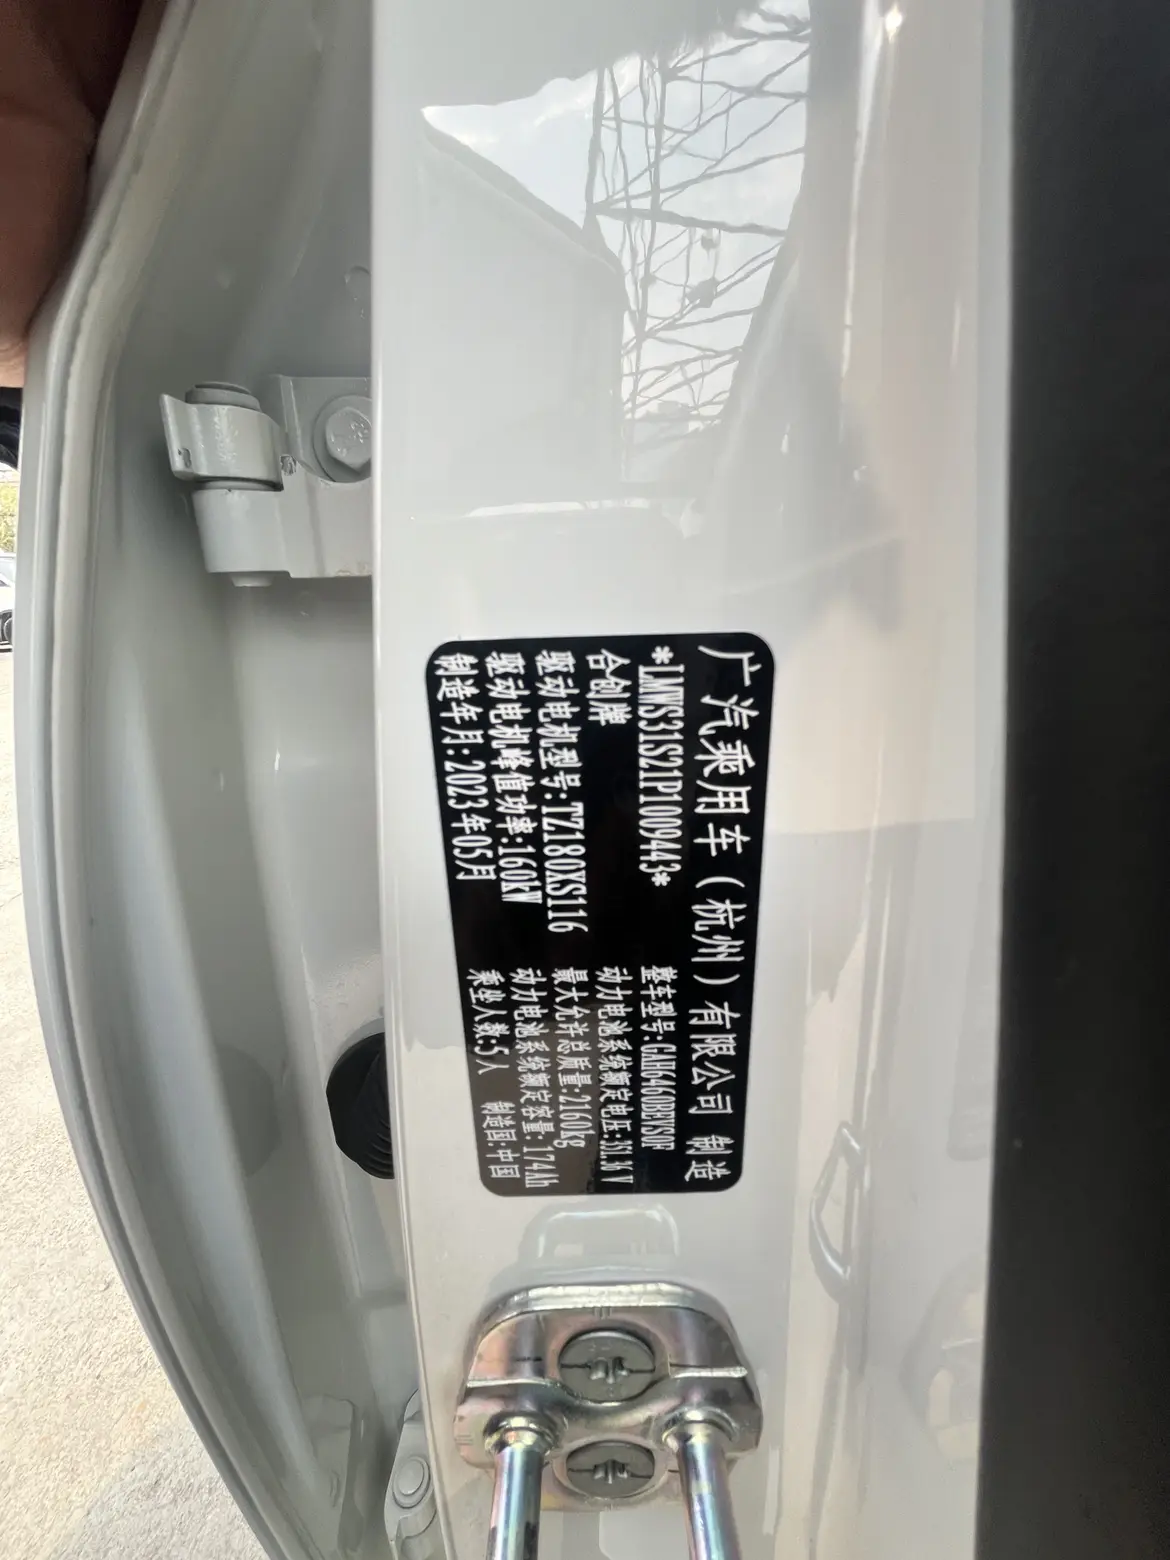 广汽乘用车（杭州）有限公司 制造
*LMWS31S21P1009443*
整车型号:GAH6460BEVS0F
合创牌
动力电池系统额定电压:351.36 V
驱动电机型号:TZ180XS116
最大允许总质量:2160kg
驱动电机峰值功率:160kW
动力电池系统额定容量:174Ah
制造年月:2023年05月
乘坐人数:5人 制造国:中国